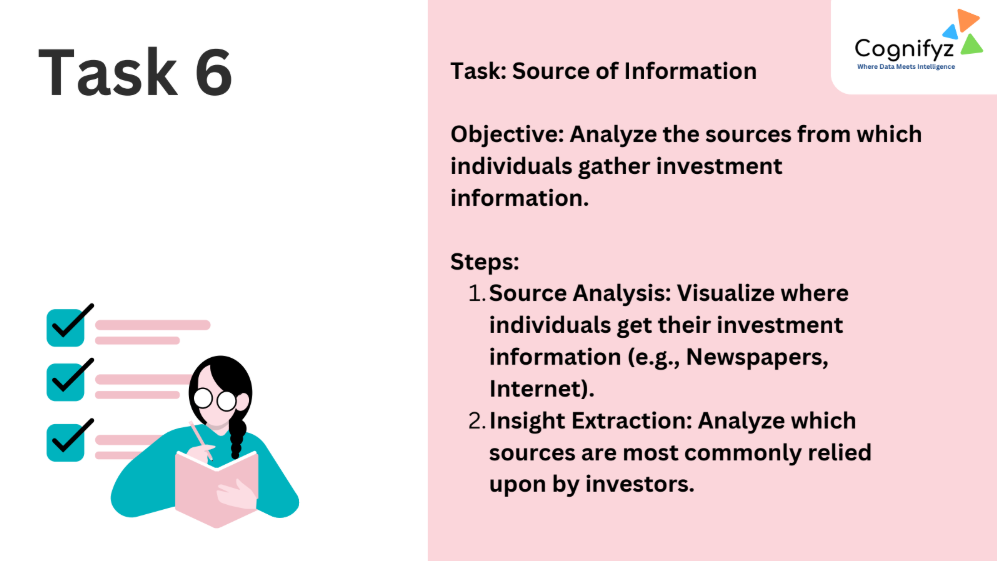 Task 6
Cognifyz
Where Data Meets Intelligence
Task: Source of Information
Objective: Analyze the sources from which
individuals gather investment
information.
Steps:
1. Source Analysis: Visualize where
individuals get their investment
information (e.g., Newspapers,
Internet).
2. Insight Extraction: Analyze which
sources are most commonly relied
upon by investors.